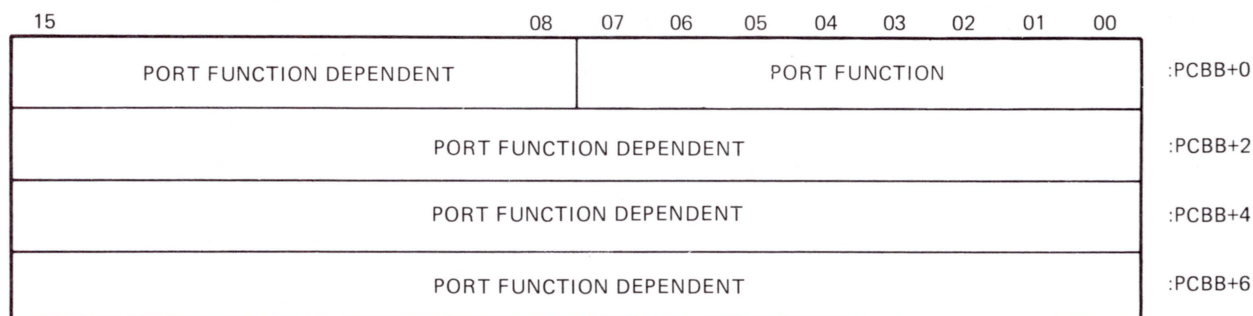 15 08 07 06 05 04 03 02 01 00
PORT FUNCTION DEPENDENT PORT FUNCTION :PCBB+0
PORT FUNCTION DEPENDENT :PCBB+2
PORT FUNCTION DEPENDENT :PCBB+4
PORT FUNCTION DEPENDENT :PCBB+6